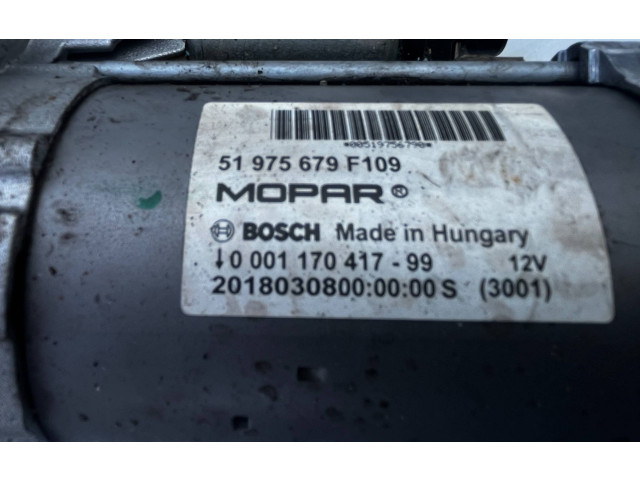 *00519756790*
51 975 679 F109
MOPAR®
BOSCH Made in Hungary
↓0 001 170 417 - 99 12V
2018030800:00:00 S (3001)